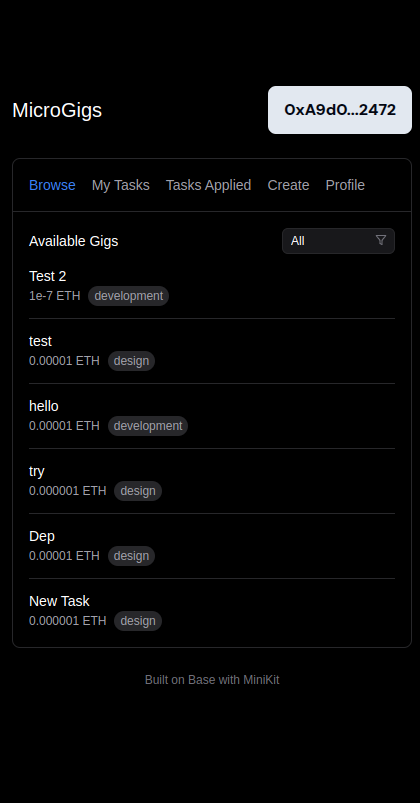 MicroGigs
0xA9d0...2472
Browse My Tasks Tasks Applied Create Profile
Available Gigs
All
Test 2
1e-7 ETH development
test
0.00001 ETH design
hello
0.00001 ETH development
try
0.000001 ETH design
Dep
0.00001 ETH design
New Task
0.000001 ETH design
Built on Base with MiniKit